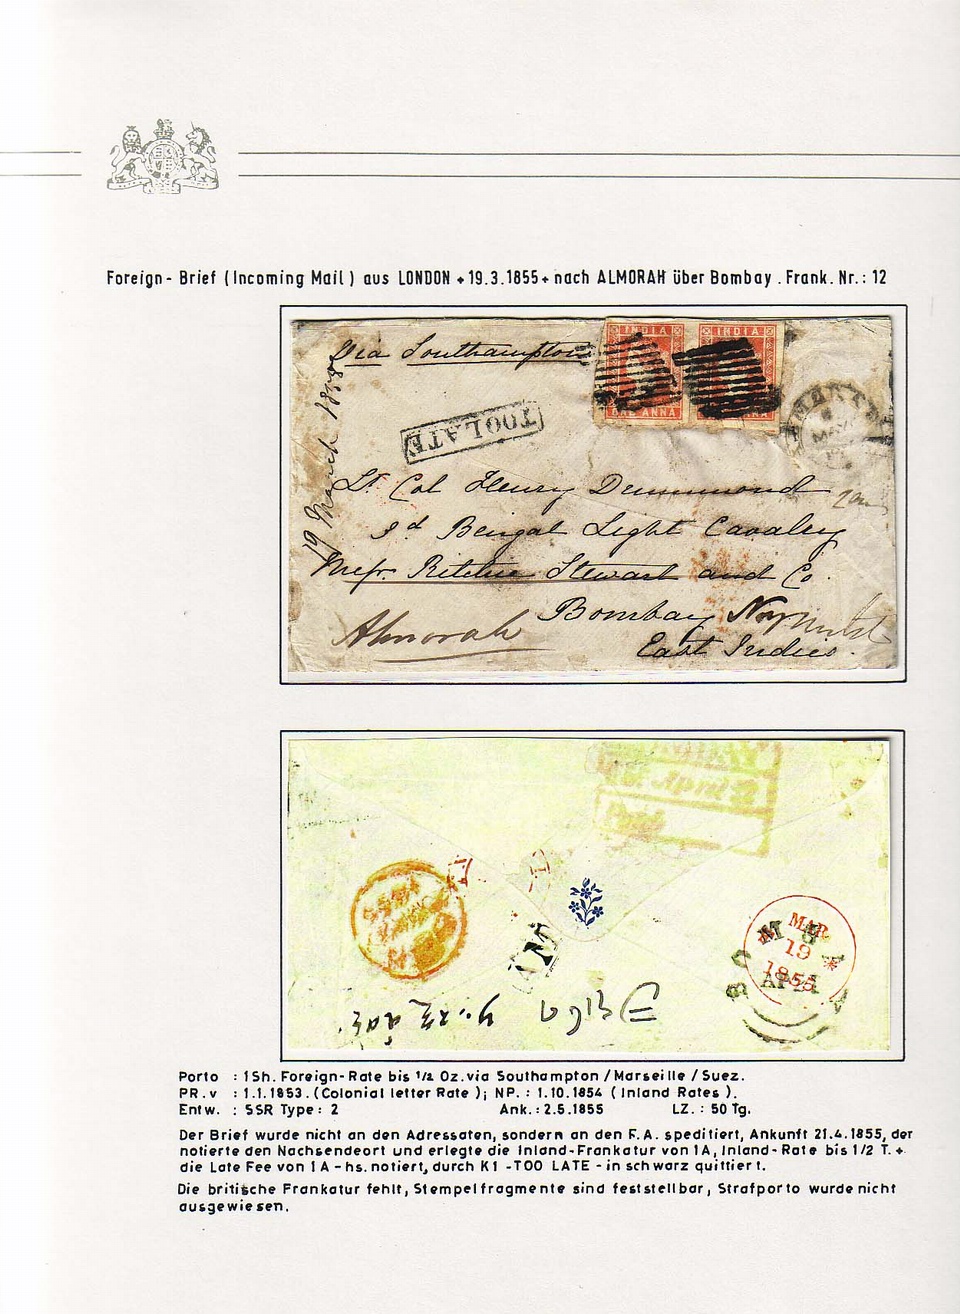 Foreign - Brief (Incoming Mail) aus LONDON + 19.3.1855 + nach ALMORAH über Bombay . Frank. Nr.: 12
Via Southampton
19 March
INDIA
INDIA
ANNA
TOO LATE
Lt Col Henry Drummond
3d Bengal Light Cavalry
Messrs Ritchie Stewart and Co.
Bombay
East Indies.
Almorah
MAR
19
1855
BOMBAY
AP
AM
Porto : 1Sh. Foreign-Rate bis 1/2 Oz. via Southampton / Marseille / Suez.
PR.v : 1.1.1853. (Colonial letter Rate ); NP. : 1.10.1854 ( Inland Rates ).
Entw. : SSR Type : 2 Ank.: 2.5.1855 LZ. : 50 Tg.
Der Brief wurde nicht an den Adressaten, sondern an den F.A. speditiert, Ankunft 21.4.1855, der
notierte den Nachsendeort und erlegte die Inland-Frankatur von 1A, Inland-Rate bis 1/2 T. +
die Late Fee von 1A - hs. notiert, durch K1 -TOO LATE - in schwarz quittiert.
Die britische Frankatur fehlt, Stempelfragmente sind feststellbar, Strafporto wurde nicht
ausgewiesen.